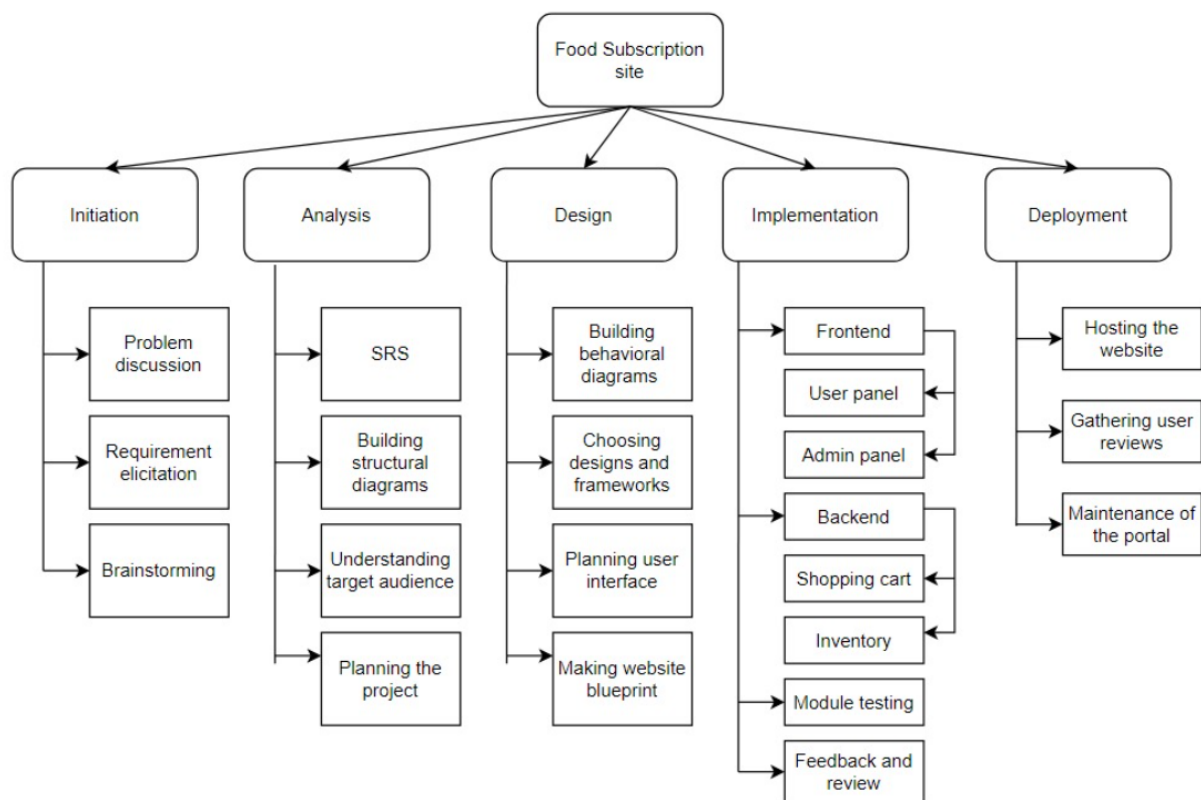 Food Subscription
site
Initiation
Analysis
Design
Implementation
Deployment
Problem
discussion
Requirement
elicitation
Brainstorming
SRS
Building
structural
diagrams
Understanding
target audience
Planning the
project
Building
behavioral
diagrams
Choosing
designs and
frameworks
Planning user
interface
Making website
blueprint
Frontend
User panel
Admin panel
Backend
Shopping cart
Inventory
Module testing
Feedback and
review
Hosting the
website
Gathering user
reviews
Maintenance of
the portal